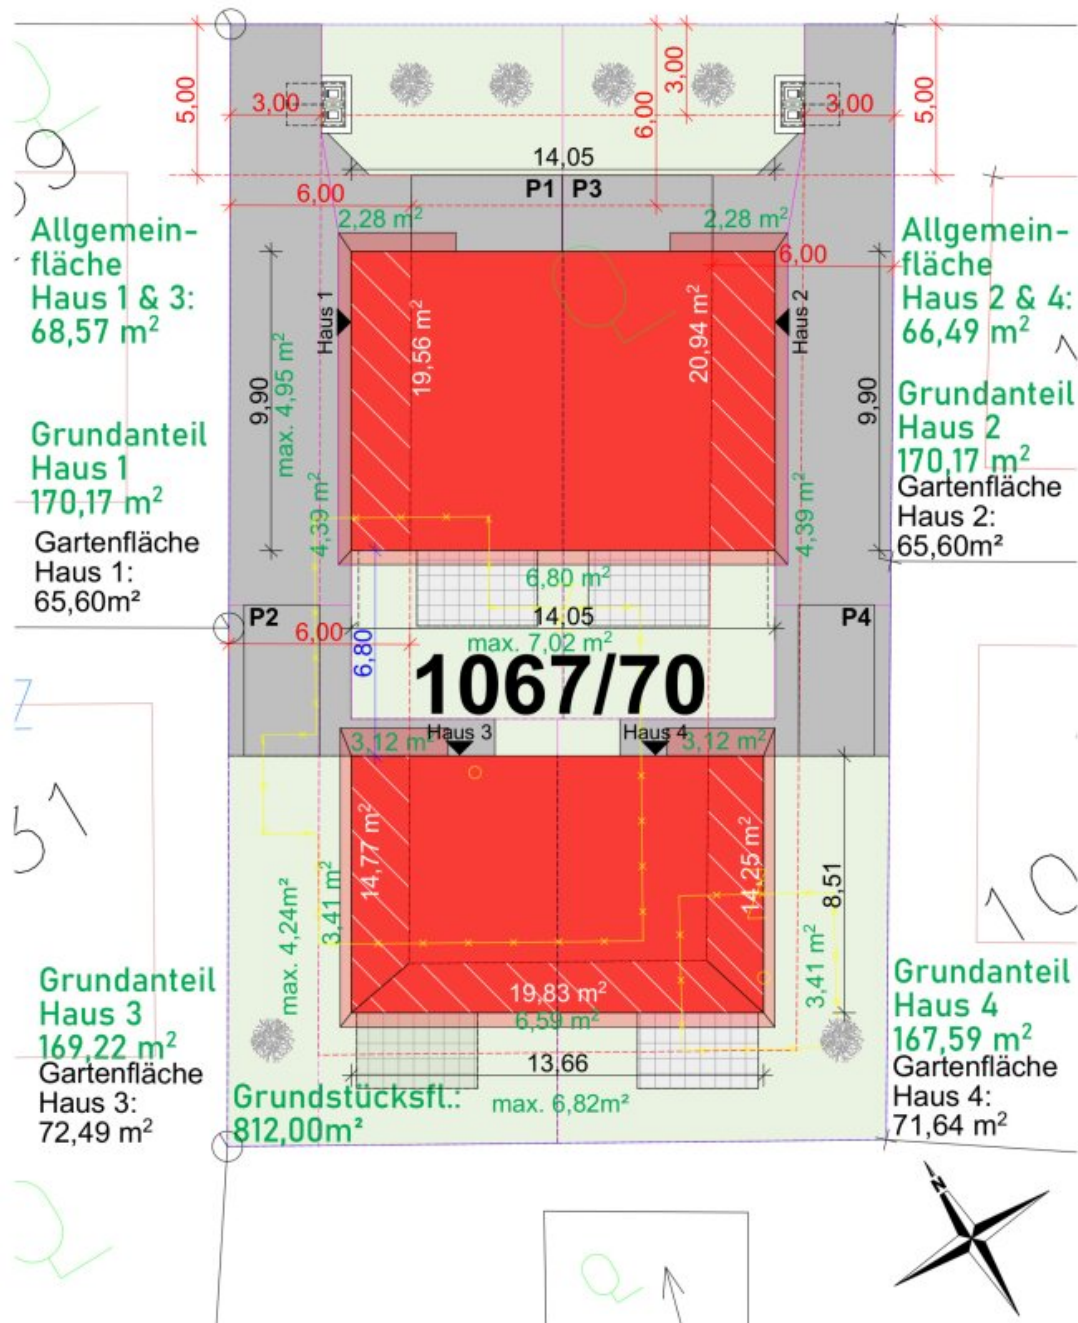 5,00
3,00
3,00
6,00
3,00
5,00
14,05
P1
P3
6,00
2,28 m²
2,28 m²
6,00
Allgemein-
fläche
Haus 1 & 3:
68,57 m²
Allgemein-
fläche
Haus 2 & 4:
66,49 m²
Haus 1
Haus 2
19,56 m²
20,94 m²
9,90
max. 4,95 m²
9,90
Grundanteil
Haus 1
170,17 m²
Gartenfläche
Haus 1:
65,60m²
Grundanteil
Haus 2
170,17 m²
Gartenfläche
Haus 2:
65,60m²
4,39 m²
4,39 m²
6,80 m²
14,05
P2
P4
6,00
6,80
max. 7,02 m²
1067/70
Haus 3
Haus 4
3,12 m²
3,12 m²
14,77 m²
14,25 m²
8,51
3,41 m²
max. 4,24m²
3,41 m²
10
19,83 m²
6,59 m²
13,66
max. 6,82m²
Grundanteil
Haus 3
169,22 m²
Gartenfläche
Haus 3:
72,49 m²
Grundanteil
Haus 4
167,59 m²
Gartenfläche
Haus 4:
71,64 m²
Grundstücksfl.:
812,00m²
N